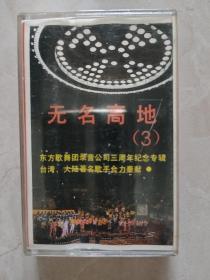 无名高地
(3)
东方歌舞团录音公司三周年纪念专辑
台湾、大陆著名歌手合力奉献●